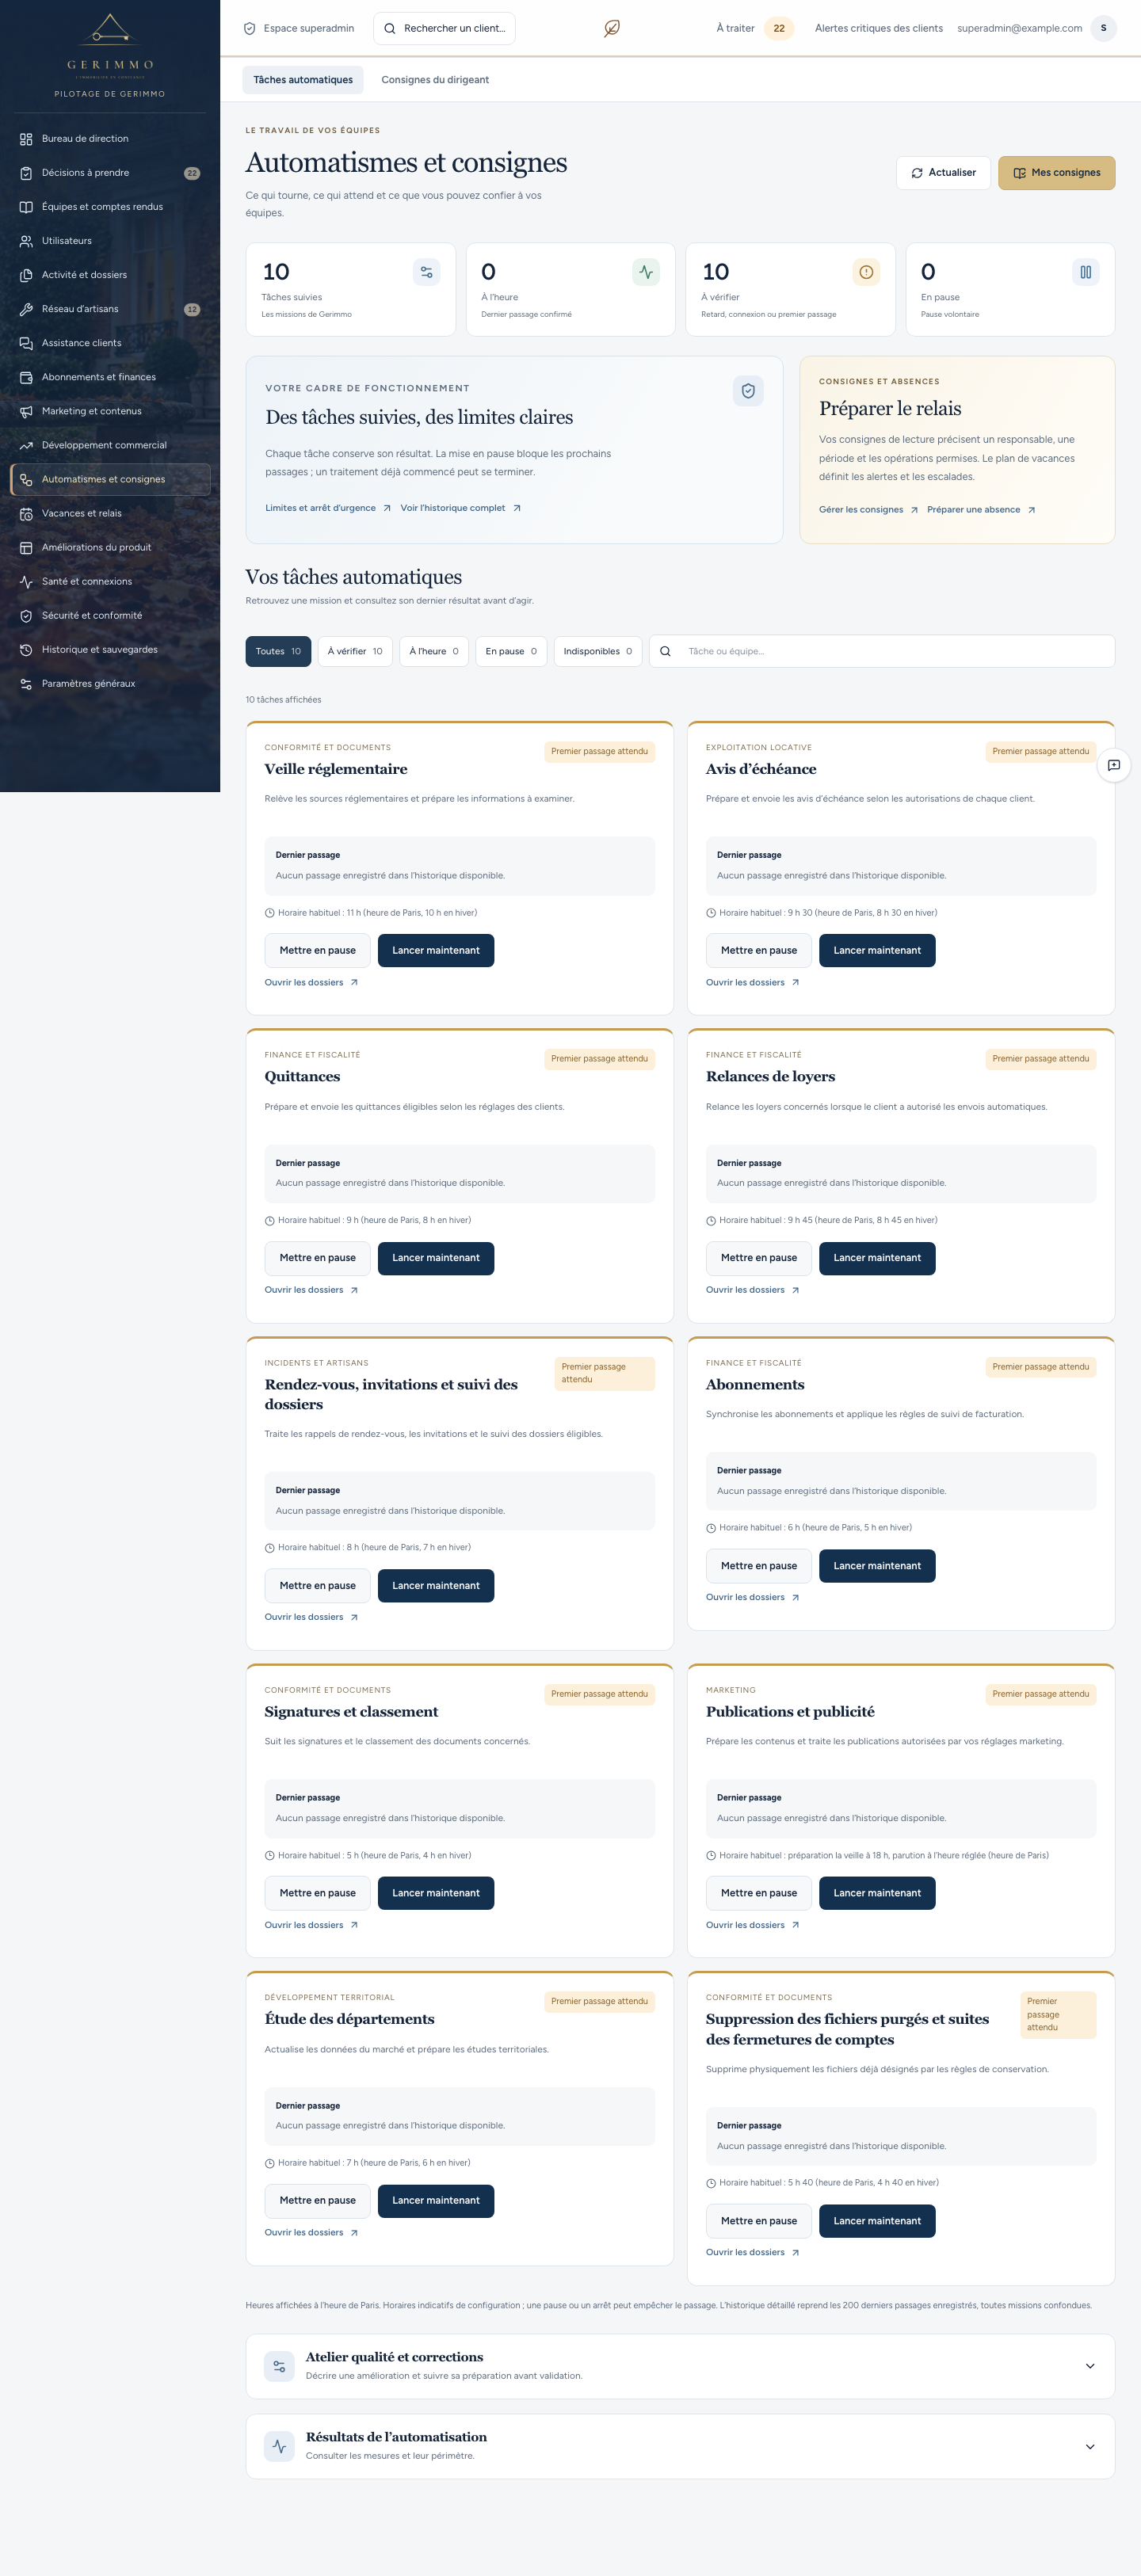 GERIMMO
PILOTAGE DE GERIMMO
Bureau de direction
Décisions à prendre 22
Équipes et comptes rendus
Utilisateurs
Activité et dossiers
Réseau d'artisans 12
Assistance clients
Abonnements et finances
Marketing et contenus
Développement commercial
Automatismes et consignes
Vacances et relais
Améliorations du produit
Santé et connexions
Sécurité et conformité
Historique et sauvegardes
Paramètres généraux
Espace superadmin
Rechercher un client...
À traiter 22
Alertes critiques des clients
superadmin@example.com
S
Tâches automatiques
Consignes du dirigeant
LE TRAVAIL DE VOS ÉQUIPES
Automatismes et consignes
Ce qui tourne, ce qui attend et ce que vous pouvez confier à vos
équipes.
Actualiser
Mes consignes
10
Tâches suivies
Les missions de Gerimmo
0
À l'heure
Dernier passage confirmé
10
À vérifier
Retard, connexion ou premier passage
0
En pause
Pause volontaire
VOTRE CADRE DE FONCTIONNEMENT
Des tâches suivies, des limites claires
Chaque tâche conserve son résultat. La mise en pause bloque les prochains
passages ; un traitement déjà commencé peut se terminer.
Limites et arrêt d'urgence
Voir l'historique complet
CONSIGNES ET ABSENCES
Préparer le relais
Vos consignes de lecture précisent un responsable, une
période et les opérations permises. Le plan de vacances
définit les alertes et les escalades.
Gérer les consignes
Préparer une absence
Vos tâches automatiques
Retrouvez une mission et consultez son dernier résultat avant d'agir.
Toutes 10
À vérifier 10
À l'heure 0
En pause 0
Indisponibles 0
Tâche ou équipe...
10 tâches affichées
CONFORMITÉ ET DOCUMENTS
Premier passage attendu
Veille réglementaire
Relève les sources réglementaires et prépare les informations à examiner.
Dernier passage
Aucun passage enregistré dans l'historique disponible.
Horaire habituel : 11 h (heure de Paris, 10 h en hiver)
Mettre en pause
Lancer maintenant
Ouvrir les dossiers
EXPLOITATION LOCATIVE
Premier passage attendu
Avis d'échéance
Prépare et envoie les avis d'échéance selon les autorisations de chaque client.
Dernier passage
Aucun passage enregistré dans l'historique disponible.
Horaire habituel : 9 h 30 (heure de Paris, 8 h 30 en hiver)
Mettre en pause
Lancer maintenant
Ouvrir les dossiers
FINANCE ET FISCALITÉ
Premier passage attendu
Quittances
Prépare et envoie les quittances éligibles selon les réglages des clients.
Dernier passage
Aucun passage enregistré dans l'historique disponible.
Horaire habituel : 9 h (heure de Paris, 8 h en hiver)
Mettre en pause
Lancer maintenant
Ouvrir les dossiers
FINANCE ET FISCALITÉ
Premier passage attendu
Relances de loyers
Relance les loyers concernés lorsque le client a autorisé les envois automatiques.
Dernier passage
Aucun passage enregistré dans l'historique disponible.
Horaire habituel : 9 h 45 (heure de Paris, 8 h 45 en hiver)
Mettre en pause
Lancer maintenant
Ouvrir les dossiers
INCIDENTS ET ARTISANS
Premier passage
attendu
Rendez-vous, invitations et suivi des
dossiers
Traite les rappels de rendez-vous, les invitations et le suivi des dossiers éligibles.
Dernier passage
Aucun passage enregistré dans l'historique disponible.
Horaire habituel : 8 h (heure de Paris, 7 h en hiver)
Mettre en pause
Lancer maintenant
Ouvrir les dossiers
FINANCE ET FISCALITÉ
Premier passage attendu
Abonnements
Synchronise les abonnements et applique les règles de suivi de facturation.
Dernier passage
Aucun passage enregistré dans l'historique disponible.
Horaire habituel : 6 h (heure de Paris, 5 h en hiver)
Mettre en pause
Lancer maintenant
Ouvrir les dossiers
CONFORMITÉ ET DOCUMENTS
Premier passage attendu
Signatures et classement
Suit les signatures et le classement des documents concernés.
Dernier passage
Aucun passage enregistré dans l'historique disponible.
Horaire habituel : 5 h (heure de Paris, 4 h en hiver)
Mettre en pause
Lancer maintenant
Ouvrir les dossiers
MARKETING
Premier passage attendu
Publications et publicité
Prépare les contenus et traite les publications autorisées par vos réglages marketing.
Dernier passage
Aucun passage enregistré dans l'historique disponible.
Horaire habituel : préparation la veille à 18 h, parution à l'heure réglée (heure de Paris)
Mettre en pause
Lancer maintenant
Ouvrir les dossiers
DÉVELOPPEMENT TERRITORIAL
Premier passage attendu
Étude des départements
Actualise les données du marché et prépare les études territoriales.
Dernier passage
Aucun passage enregistré dans l'historique disponible.
Horaire habituel : 7 h (heure de Paris, 6 h en hiver)
Mettre en pause
Lancer maintenant
Ouvrir les dossiers
CONFORMITÉ ET DOCUMENTS
Premier
passage
attendu
Suppression des fichiers purgés et suites
des fermetures de comptes
Supprime physiquement les fichiers déjà désignés par les règles de conservation.
Dernier passage
Aucun passage enregistré dans l'historique disponible.
Horaire habituel : 5 h 40 (heure de Paris, 4 h 40 en hiver)
Mettre en pause
Lancer maintenant
Ouvrir les dossiers
Heures affichées à l'heure de Paris. Horaires indicatifs de configuration ; une pause ou un arrêt peut empêcher le passage. L'historique détaillé reprend les 200 derniers passages enregistrés, toutes missions confondues.
Atelier qualité et corrections
Décrire une amélioration et suivre sa préparation avant validation.
Résultats de l'automatisation
Consulter les mesures et leur périmètre.